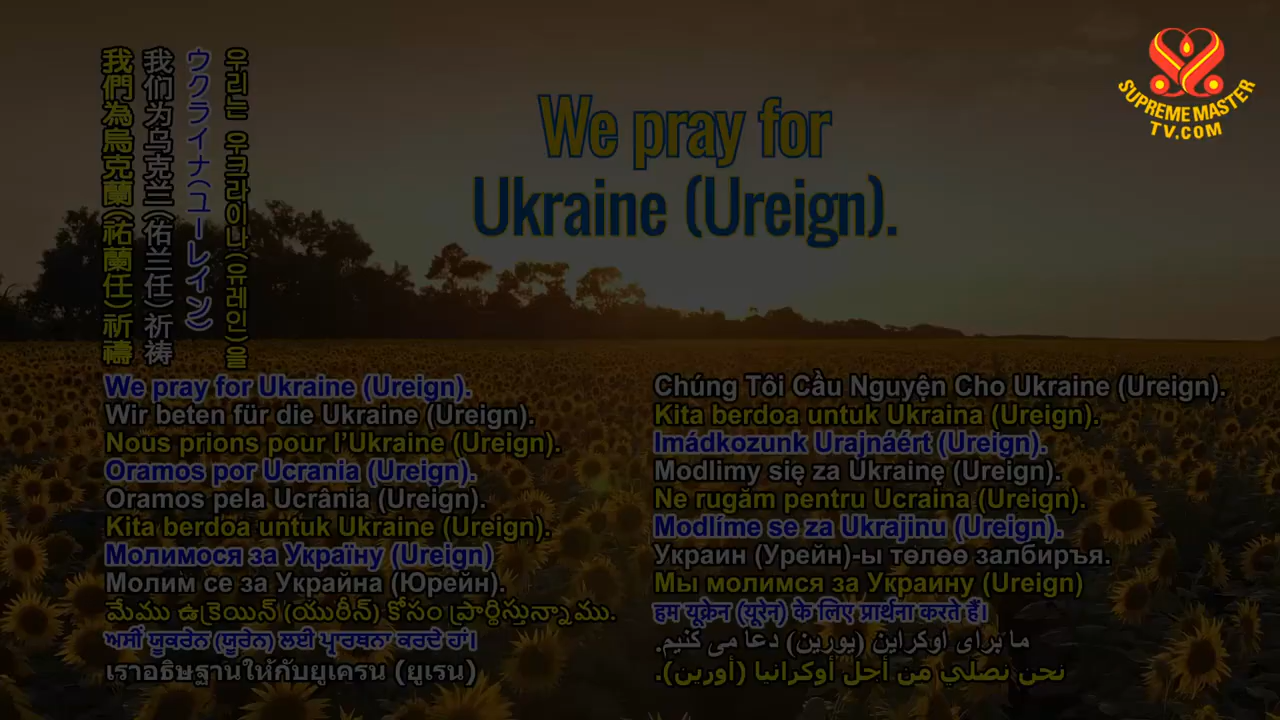 We pray for
Ukraine (Ureign).
SUPREME MASTER
TV.COM
我們為烏克蘭(祐蘭任)祈禱
我们为乌克兰(佑兰任)祈祷
ウクライナ(ユーレイン)
우리는 우크라이나(유레인)을
We pray for Ukraine (Ureign).
Wir beten für die Ukraine (Ureign).
Nous prions pour l’Ukraine (Ureign).
Oramos por Ucrania (Ureign).
Oramos pela Ucrânia (Ureign).
Kita berdoa untuk Ukraine (Ureign).
Молимося за Україну (Ureign)
Молим се за Украйна (Юрейн).
మేము ఉక్రెయిన్ (యురీన్) కోసం ప్రార్థిస్తున్నాము.
ਅਸੀਂ ਯੂਕਰੇਨ (ਯੂਰੇਨ) ਲਈ ਪ੍ਰਾਰਥਨਾ ਕਰਦੇ ਹਾਂ।
เราอธิษฐานให้กับยูเครน (ยูเรน)
Chúng Tôi Cầu Nguyện Cho Ukraine (Ureign).
Kita berdoa untuk Ukraina (Ureign).
Imádkozunk Urajnáért (Ureign).
Modlimy się za Ukrainę (Ureign).
Ne rugăm pentru Ucraina (Ureign).
Modlíme se za Ukrajinu (Ureign).
Украин (Урейн)-ы төлөө залбиръя.
Мы молимся за Украину (Ureign)
हम यूक्रेन (यूरेन) के लिए प्रार्थना करते हैं।
ما برای اوکراین (یورین) دعا می کنیم.
نحن نصلي من أجل أوكرانيا (أورين).